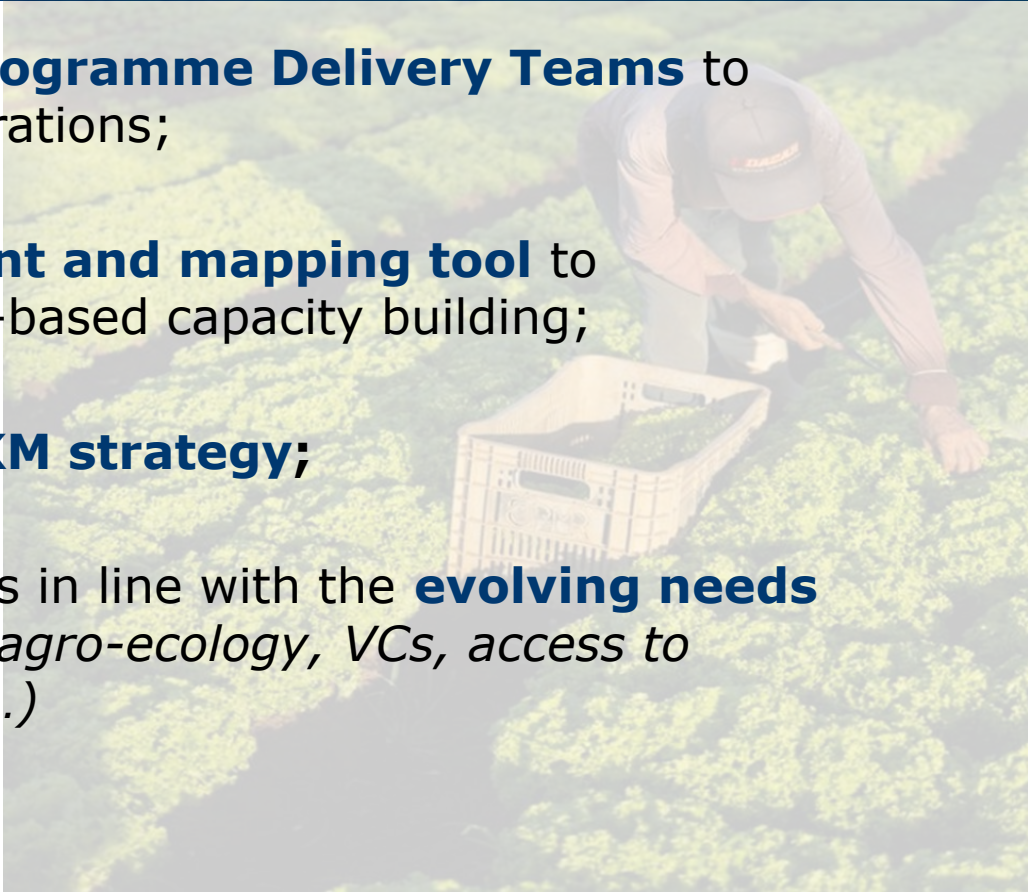 ogramme Delivery Teams to
rations;
nt and mapping tool to
-based capacity building;
KM strategy;
s in line with the evolving needs
agro-ecology, VCs, access to
.)